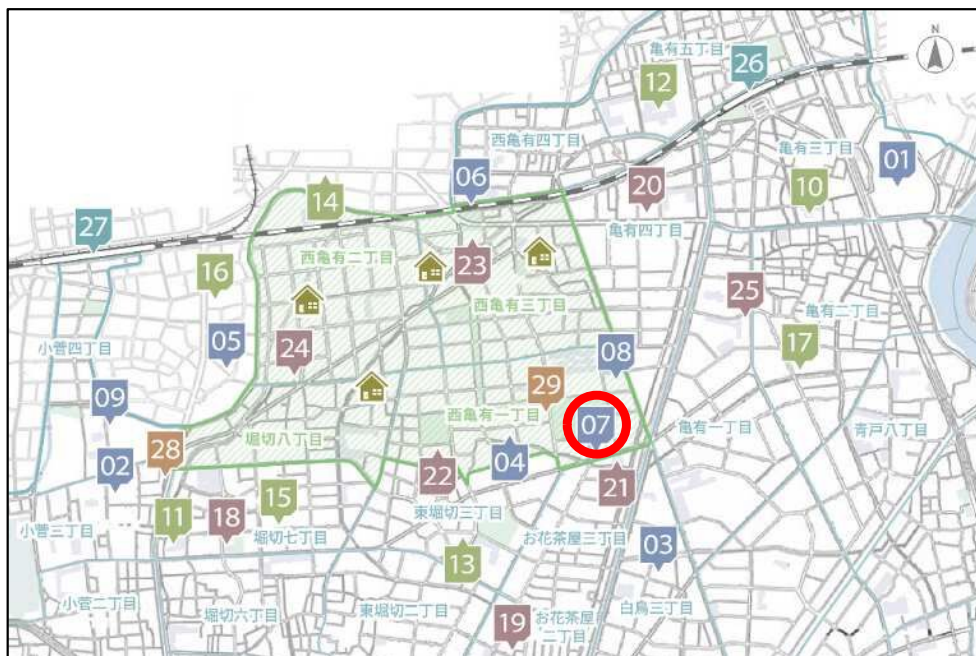 亀有五丁目
26
N
12
西亀有四丁目
亀有三丁目
01
06
20
10
14
27
亀有四丁目
西亀有二丁目
23
16
25
西亀有三丁目
亀有二丁目
小菅四丁目
05
24
08
17
29
09
西亀有一丁目
07
亀有一丁目
青戸八丁目
堀切八丁目
28
02
04
22
21
15
東堀切三丁目
11
18
小菅三丁目
堀切七丁目
お花茶屋三丁目
03
13
小菅二丁目
堀切六丁目
東堀切二丁目
19
お花茶屋
二丁目
白鳥三丁目